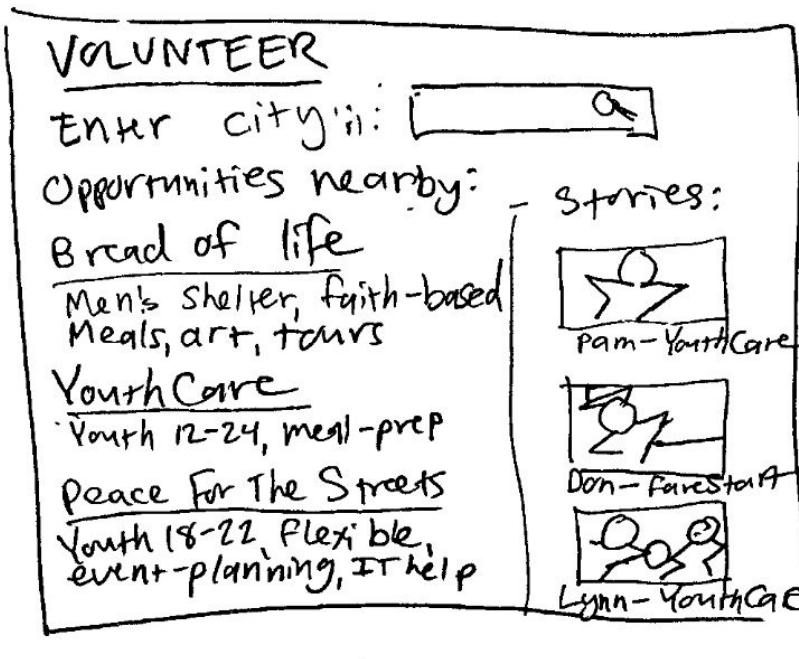 VOLUNTEER
Enter city:
Opportunities nearby:
Bread of life
Men's shelter, faith-based
Meals, art, tours
YouthCare
Youth 12-24, meal-prep
Peace For The Streets
Youth 18-22, flexible,
event-planning, IT help
Stories:
Pam-YouthCare
Don-FareStart
Lynn-YouthCare